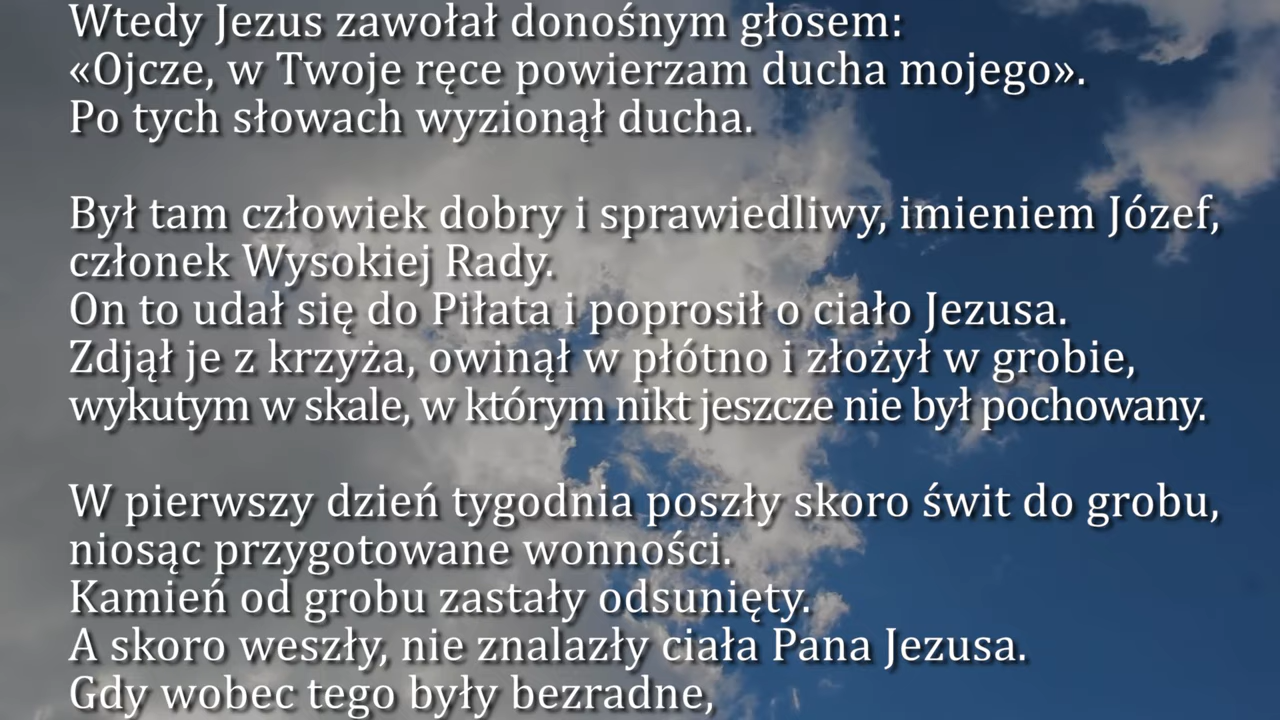 Wtedy Jezus zawołał donośnym głosem:
«Ojcze, w Twoje ręce powierzam ducha mojego».
Po tych słowach wyzionął ducha.
Był tam człowiek dobry i sprawiedliwy, imieniem Józef,
członek Wysokiej Rady.
On to udał się do Piłata i poprosił o ciało Jezusa.
Zdjął je z krzyża, owinął w płótno i złożył w grobie,
wykutym w skale, w którym nikt jeszcze nie był pochowany.
W pierwszy dzień tygodnia poszły skoro świt do grobu,
niosąc przygotowane wonności.
Kamień od grobu zastały odsunięty.
A skoro weszły, nie znalazły ciała Pana Jezusa.
Gdy wobec tego były bezradne,